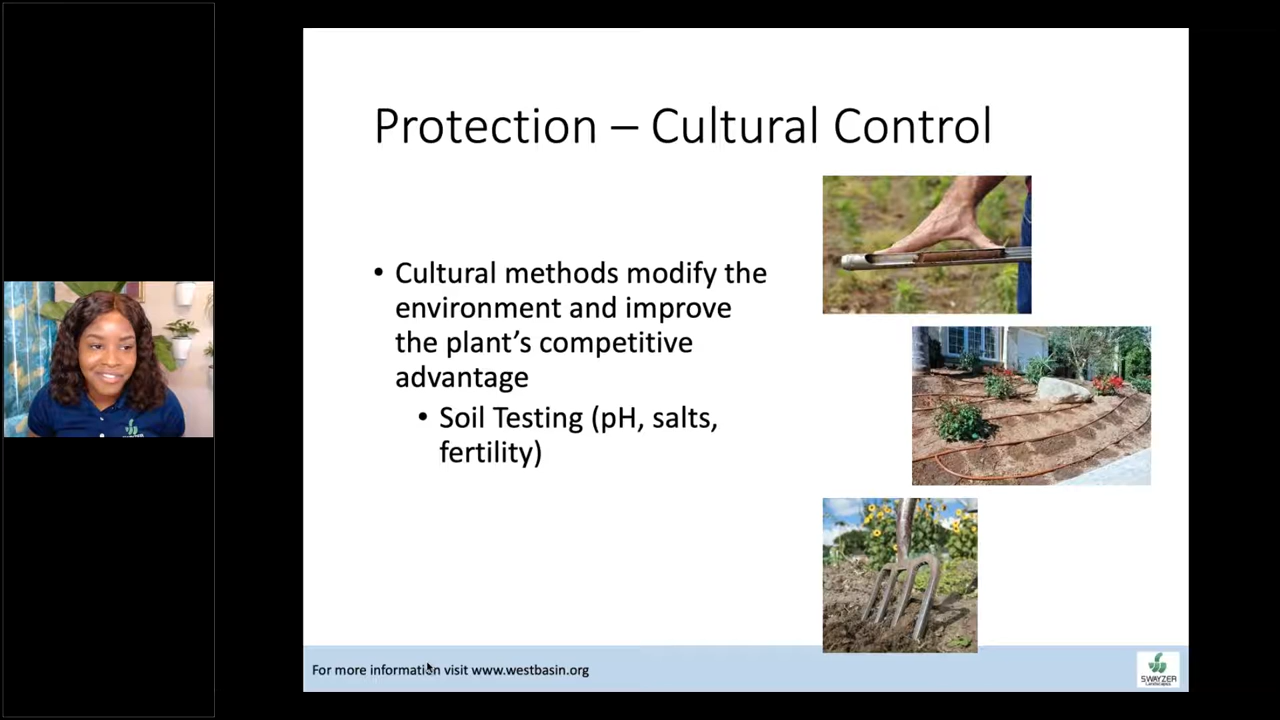 Protection – Cultural Control
• Cultural methods modify the
environment and improve
the plant's competitive
advantage
• Soil Testing (pH, salts,
fertility)
For more information visit www.westbasin.org
SWAYZER